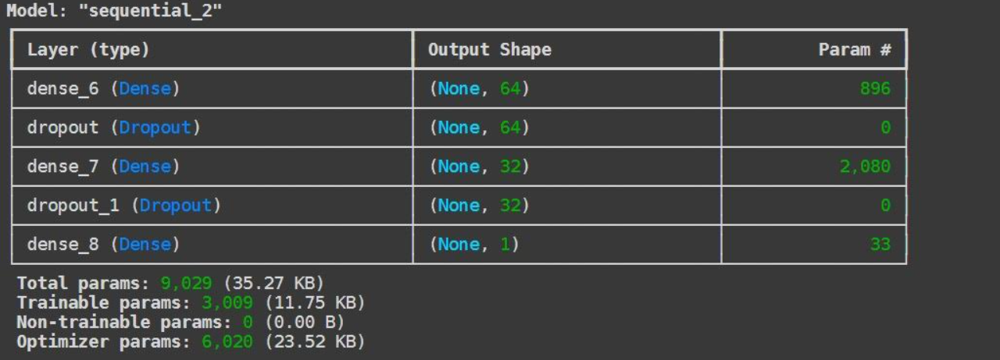 Model: "sequential_2"
Layer (type) Output Shape Param #
dense_6 (Dense) (None, 64) 896
dropout (Dropout) (None, 64) 0
dense_7 (Dense) (None, 32) 2,080
dropout_1 (Dropout) (None, 32) 0
dense_8 (Dense) (None, 1) 33
Total params: 9,029 (35.27 KB)
Trainable params: 3,009 (11.75 KB)
Non-trainable params: 0 (0.00 B)
Optimizer params: 6,020 (23.52 KB)